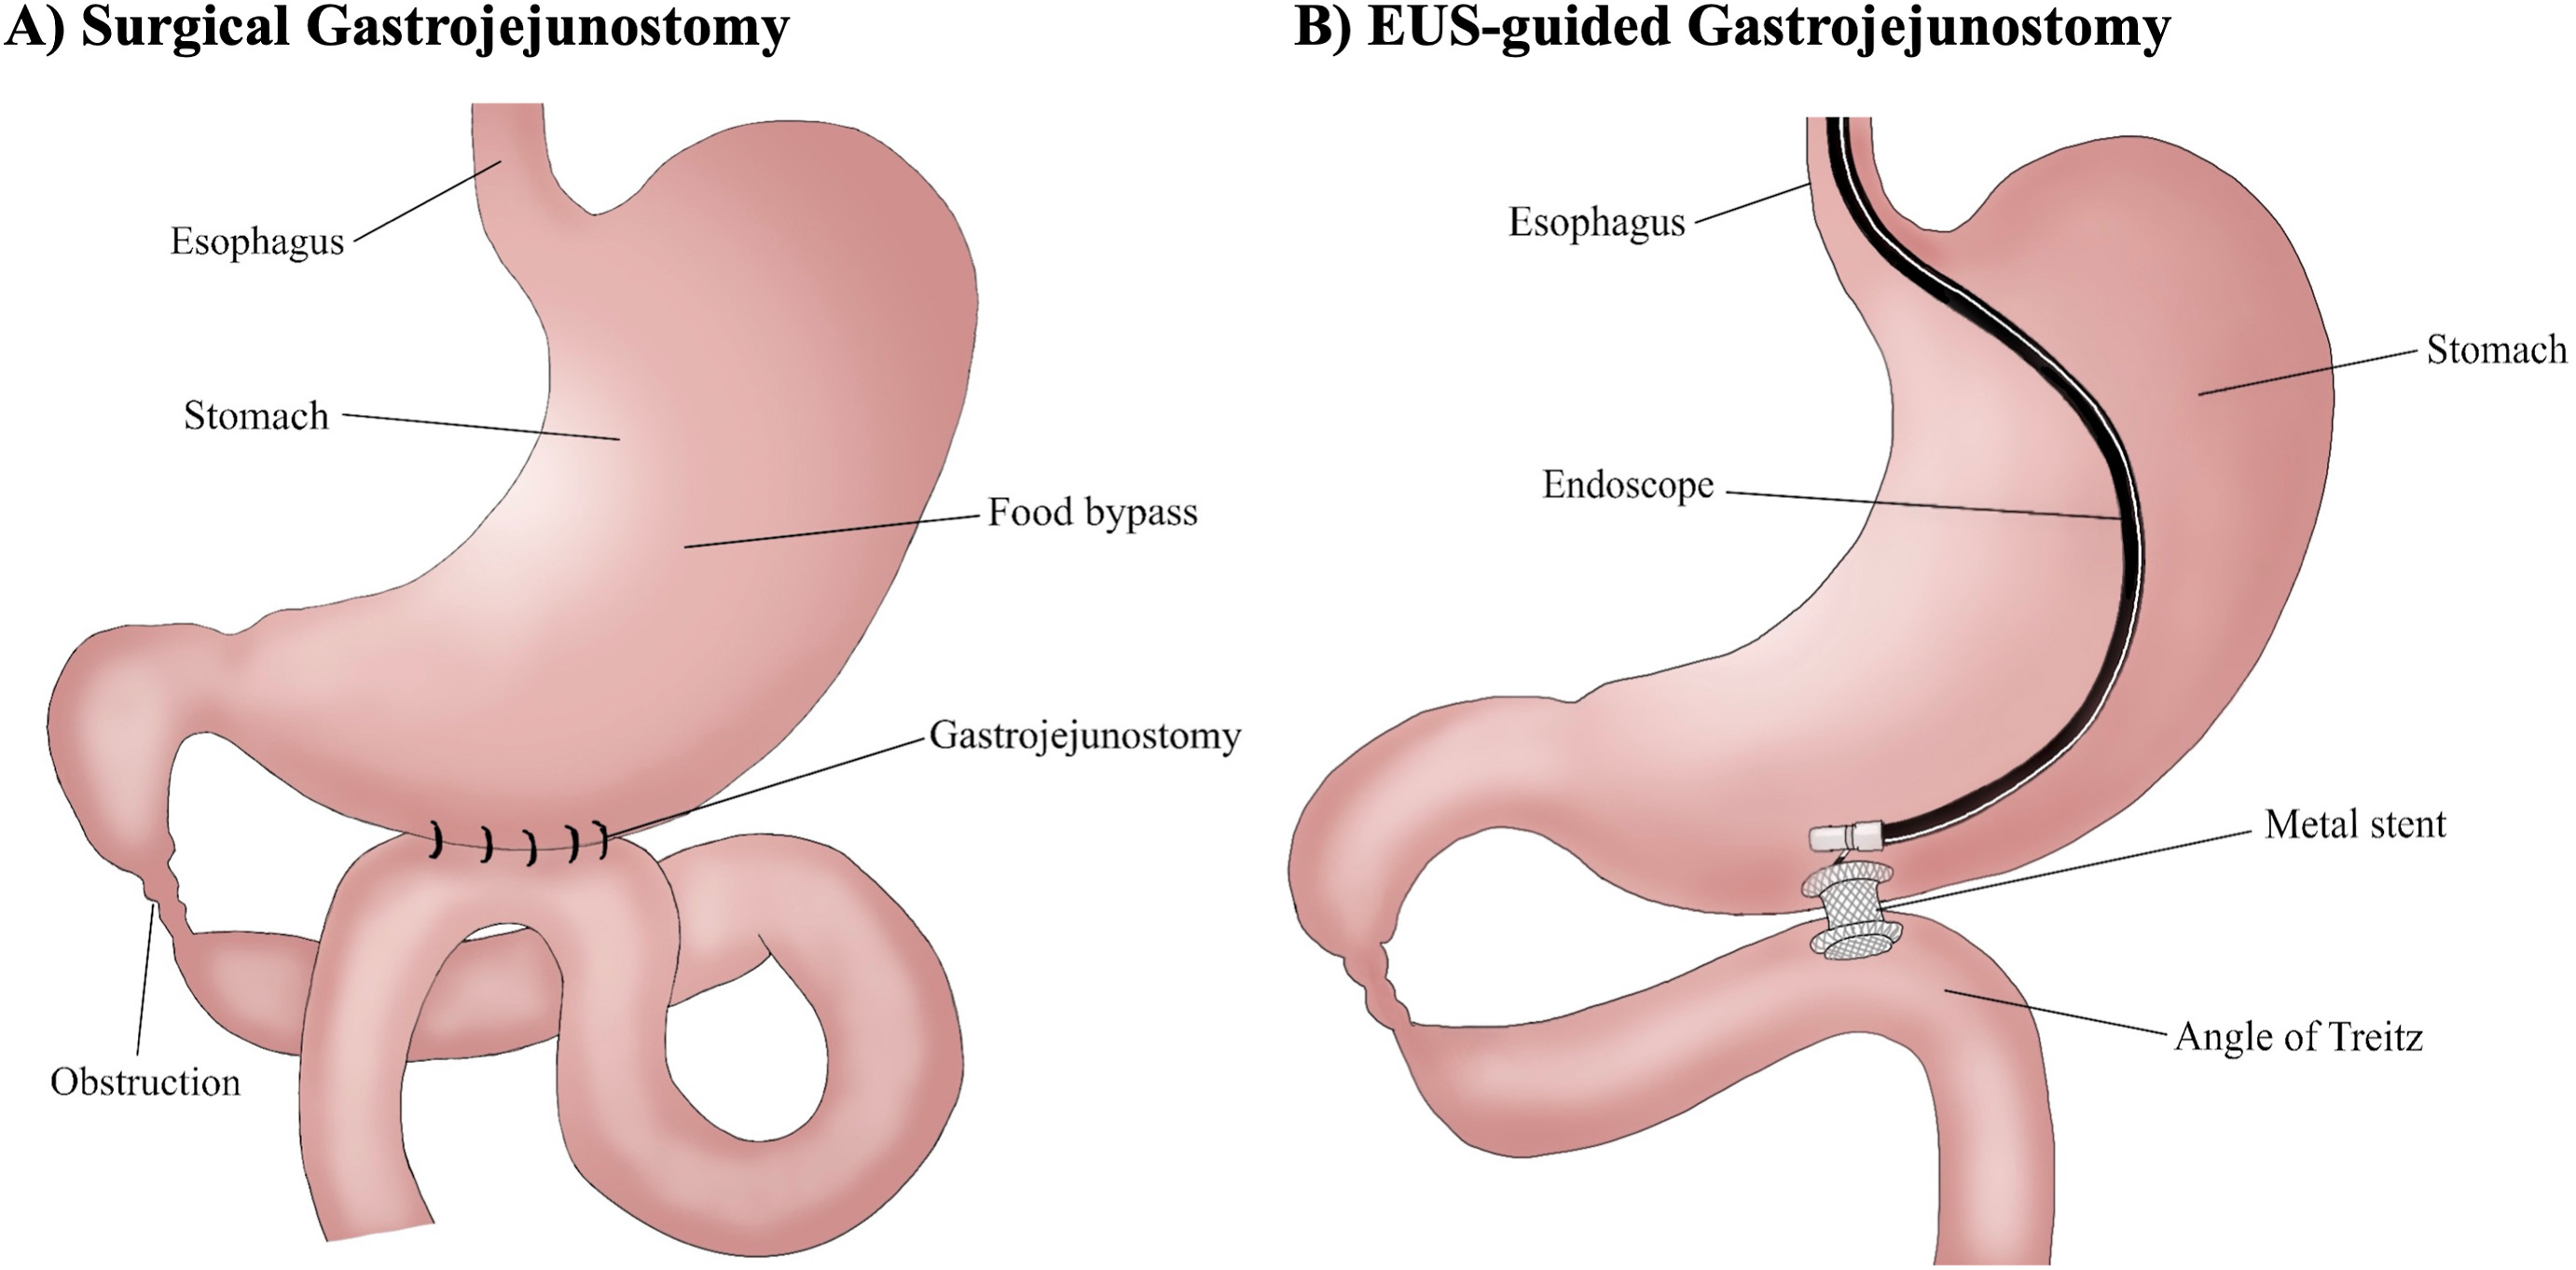 A) Surgical Gastrojejunostomy
Esophagus
Stomach
Food bypass
Gastrojejunostomy
Obstruction
B) EUS-guided Gastrojejunostomy
Esophagus
Stomach
Endoscope
Metal stent
Angle of Treitz